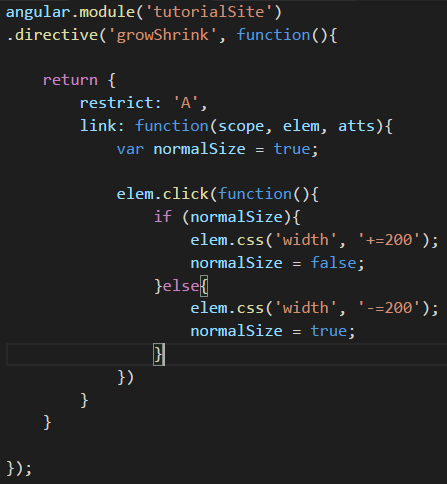 angular.module('tutorialSite')
.directive('growShrink', function(){
return {
restrict: 'A',
link: function(scope, elem, atts){
var normalSize = true;
elem.click(function(){
if (normalSize){
elem.css('width', '+=200');
normalSize = false;
}else{
elem.css('width', '-=200');
normalSize = true;
}
})
}
}
});